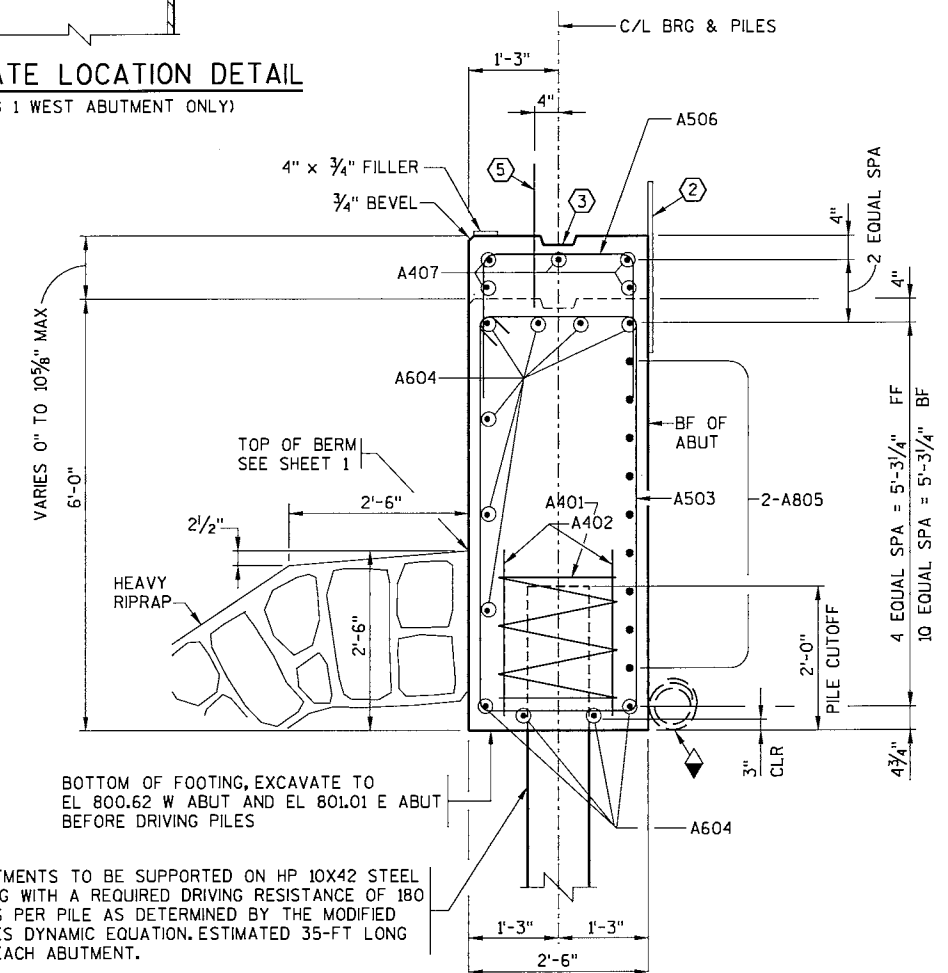 C/L BRG & PILES
ATE LOCATION DETAIL
1 WEST ABUTMENT ONLY)
1'-3"
4"
A506
4" x 3/4" FILLER
3/4" BEVEL
5
3
2
4"
2 EQUAL SPA
A407
4"
VARIES 0" TO 10 5/8" MAX
6'-0"
A604
TOP OF BERM
SEE SHEET 1
BF OF
ABUT
2'-6"
A401
A402
A503
2-A805
2 1/2"
HEAVY
RIPRAP
2'-6"
2'-0"
PILE CUTOFF
4 EQUAL SPA = 5'-3 1/4" FF
10 EQUAL SPA = 5'-3 1/4" BF
3"
CLR
4 3/4"
BOTTOM OF FOOTING, EXCAVATE TO
EL 800.62 W ABUT AND EL 801.01 E ABUT
BEFORE DRIVING PILES
A604
TMENTS TO BE SUPPORTED ON HP 10X42 STEEL
G WITH A REQUIRED DRIVING RESISTANCE OF 180
PER PILE AS DETERMINED BY THE MODIFIED
ES DYNAMIC EQUATION. ESTIMATED 35-FT LONG
EACH ABUTMENT.
1'-3"
1'-3"
2'-6"